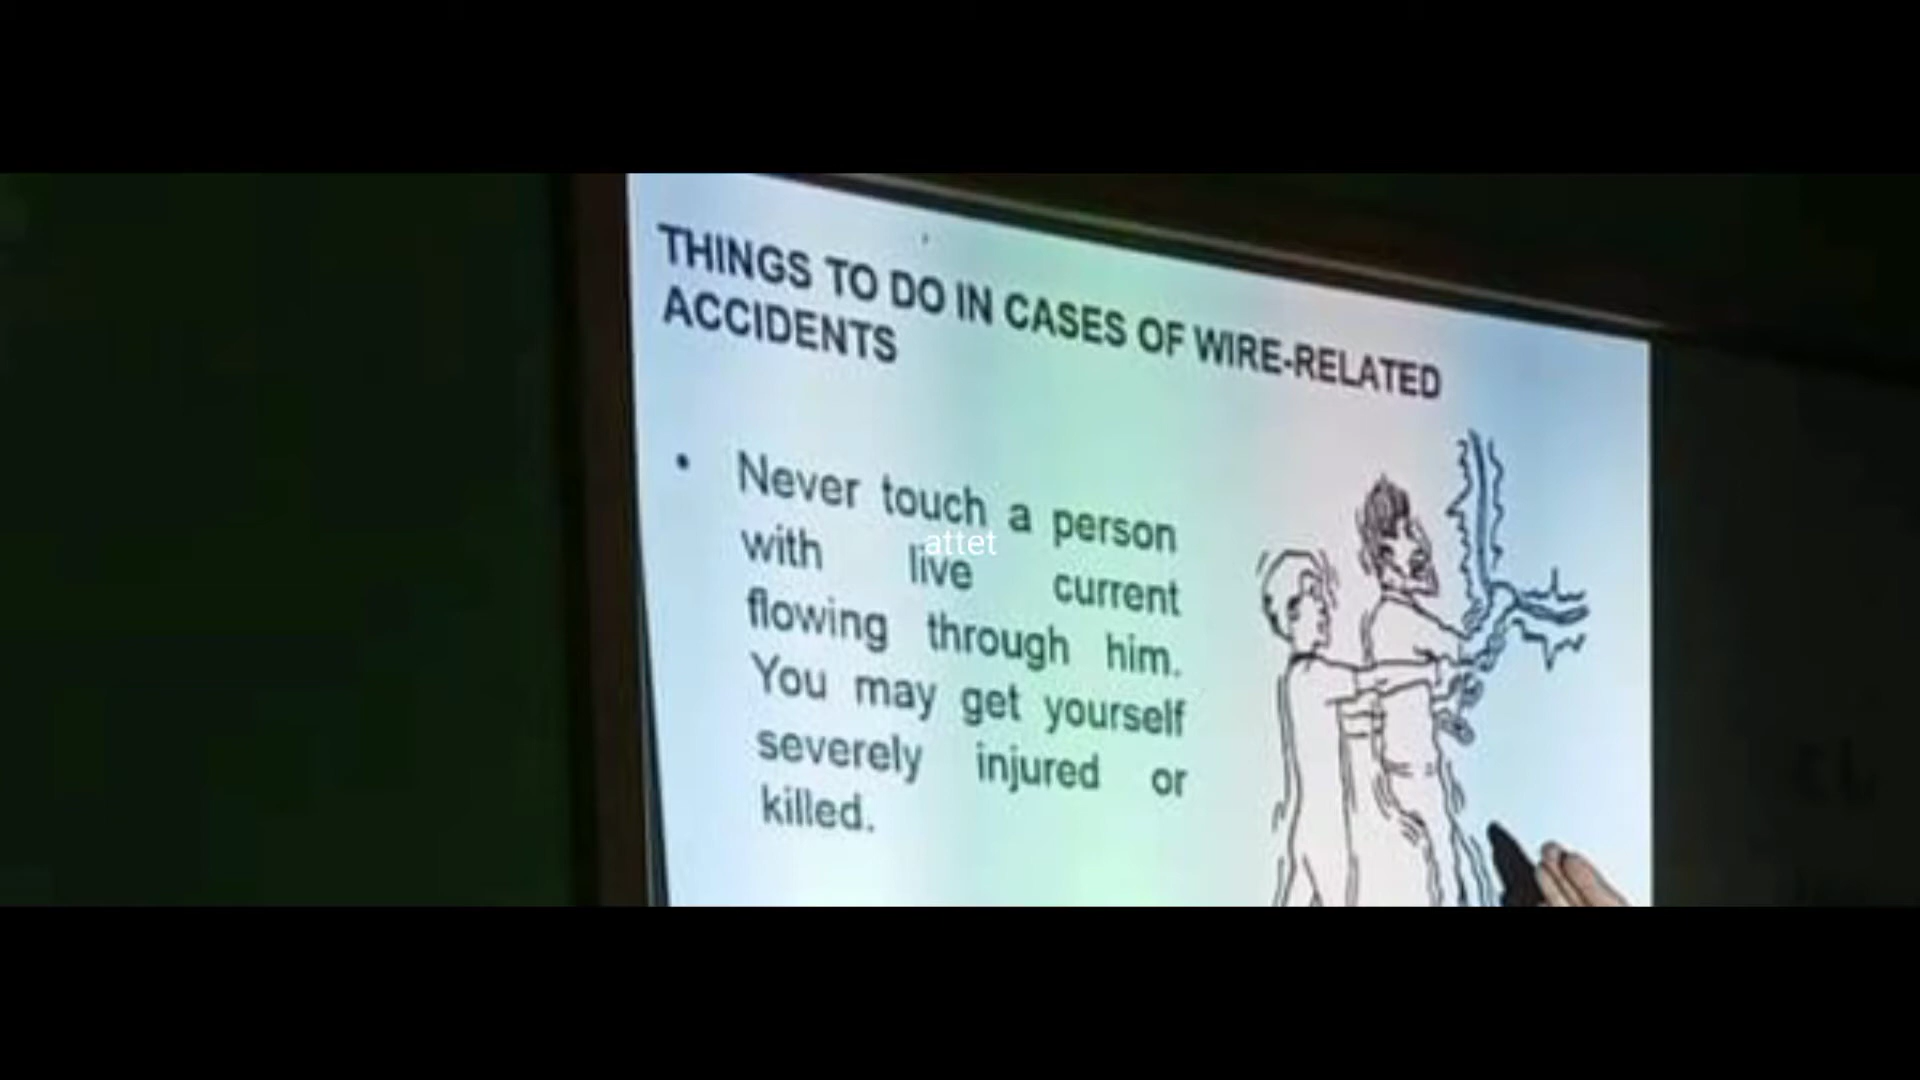 THINGS TO DO IN CASES OF WIRE-RELATED
ACCIDENTS
• Never touch a person
with live current
flowing through him.
You may get yourself
severely injured or
killed.
attet